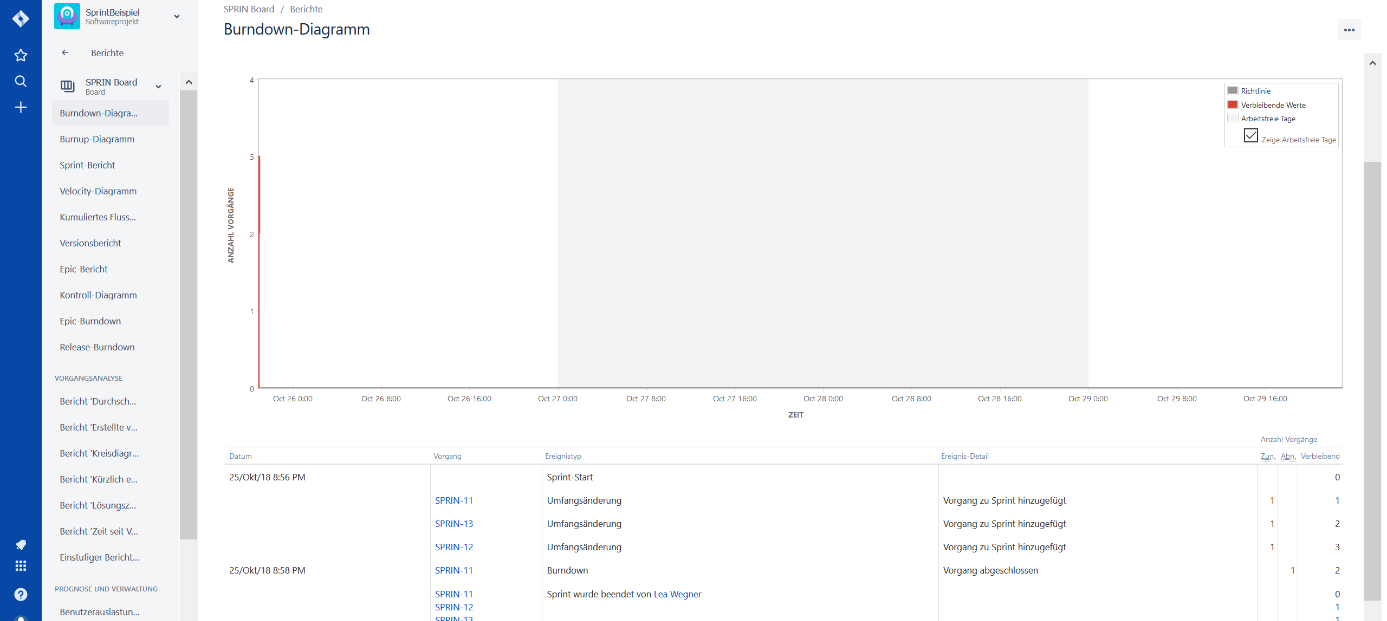 SprintBeispiel
Softwareprojekt
Berichte
SPRIN Board
Board
Burndown-Diagra...
Burnup-Diagramm
Sprint-Bericht
Velocity-Diagramm
Kumuliertes Fluss...
Versionsbericht
Epic-Bericht
Kontroll-Diagramm
Epic-Burndown
Release-Burndown
VORGANGSANALYSE
Bericht 'Durchsch...
Bericht 'Erstellte v...
Bericht 'Kreisdiagr...
Bericht 'Kürzlich e...
Bericht 'Lösungsz...
Bericht 'Zeit seit V...
Einstufiger Bericht...
PROGNOSE UND VERWALTUNG
Benutzerauslastun...
SPRIN Board / Berichte
Burndown-Diagramm
Richtlinie
Verbleibende Werte
Arbeitsfreie Tage
Zeige Arbeitsfreie Tage
ANZAHL VORGÄNGE
4
3
2
1
0
Oct 26 0:00 Oct 26 8:00 Oct 26 16:00 Oct 27 0:00 Oct 27 8:00 Oct 27 16:00 Oct 28 0:00 Oct 28 8:00 Oct 28 16:00 Oct 29 0:00 Oct 29 8:00 Oct 29 16:00
ZEIT
Anzahl Vorgänge
Datum Vorgang Ereignistyp Ereignis-Detail Zun. Abn. Verbleibend
25/Okt/18 8:56 PM Sprint-Start 0
SPRIN-11 Umfangsänderung Vorgang zu Sprint hinzugefügt 1 1
SPRIN-13 Umfangsänderung Vorgang zu Sprint hinzugefügt 1 2
SPRIN-12 Umfangsänderung Vorgang zu Sprint hinzugefügt 1 3
25/Okt/18 8:58 PM SPRIN-11 Burndown Vorgang abgeschlossen 1 2
SPRIN-11 Sprint wurde beendet von Lea Wegner 0
SPRIN-12 1
SPRIN-13 1